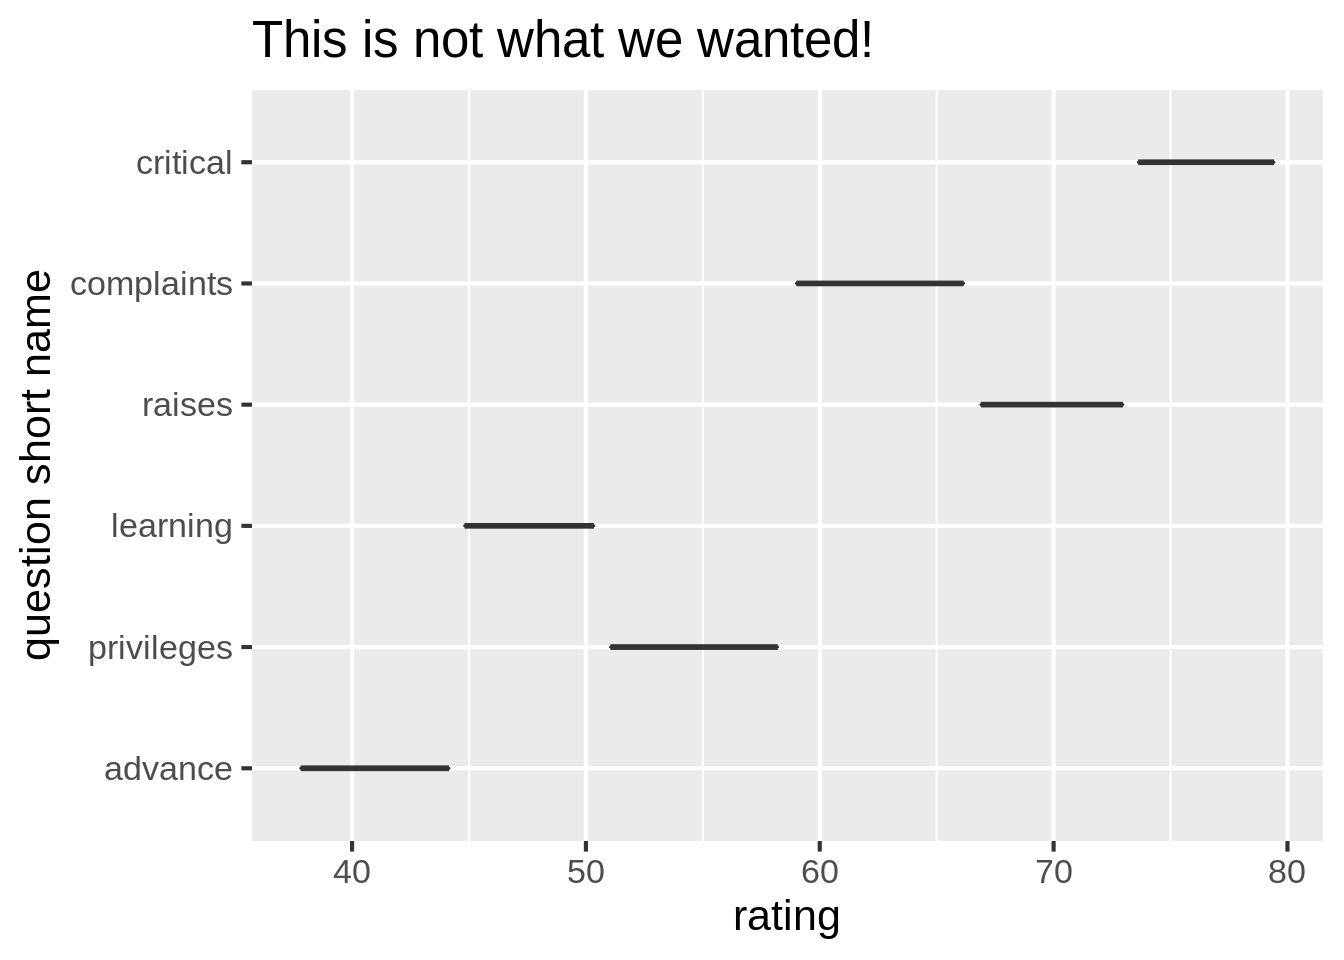 This is not what we wanted!
question short name
critical
complaints
raises
learning
privileges
advance
40 50 60 70 80
rating